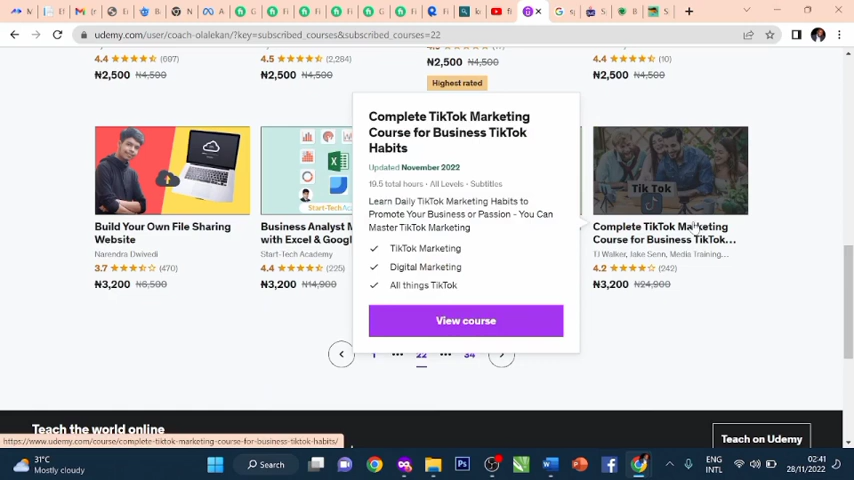 udemy.com/user/coach-olalekan/?key=subscribed_courses&subscribed_courses=22
4.4 (697)
₦2,500 ₦4,500
4.5 (2,284)
₦2,500 ₦4,500
₦2,500 ₦4,500
Highest rated
4.4 (10)
₦2,500 ₦4,500
Build Your Own File Sharing
Website
Narendra Dwivedi
3.7 (470)
₦3,200 ₦6,500
Start-TechAc
Business Analyst
with Excel & Googl
Start-Tech Academy
4.4 (225)
₦3,200 ₦14,900
Complete TikTok Marketing
Course for Business TikTok
Habits
Updated November 2022
19.5 total hours · All Levels · Subtitles
Learn Daily TikTok Marketing Habits to
Promote Your Business or Passion - You Can
Master TikTok Marketing
TikTok Marketing
Digital Marketing
All things TikTok
View course
Tik Tok
Complete TikTok Marketing
Course for Business TikTok...
TJ Walker, Jake Senn, Media Training...
4.2 (242)
₦3,200 ₦24,900
1 ... 22 ... 34
Teach the world online
Teach on Udemy
https://www.udemy.com/course/complete-tiktok-marketing-course-for-business-tiktok-habits/
31°C
Mostly cloudy
Search
ENG
INTL
02:41
28/11/2022